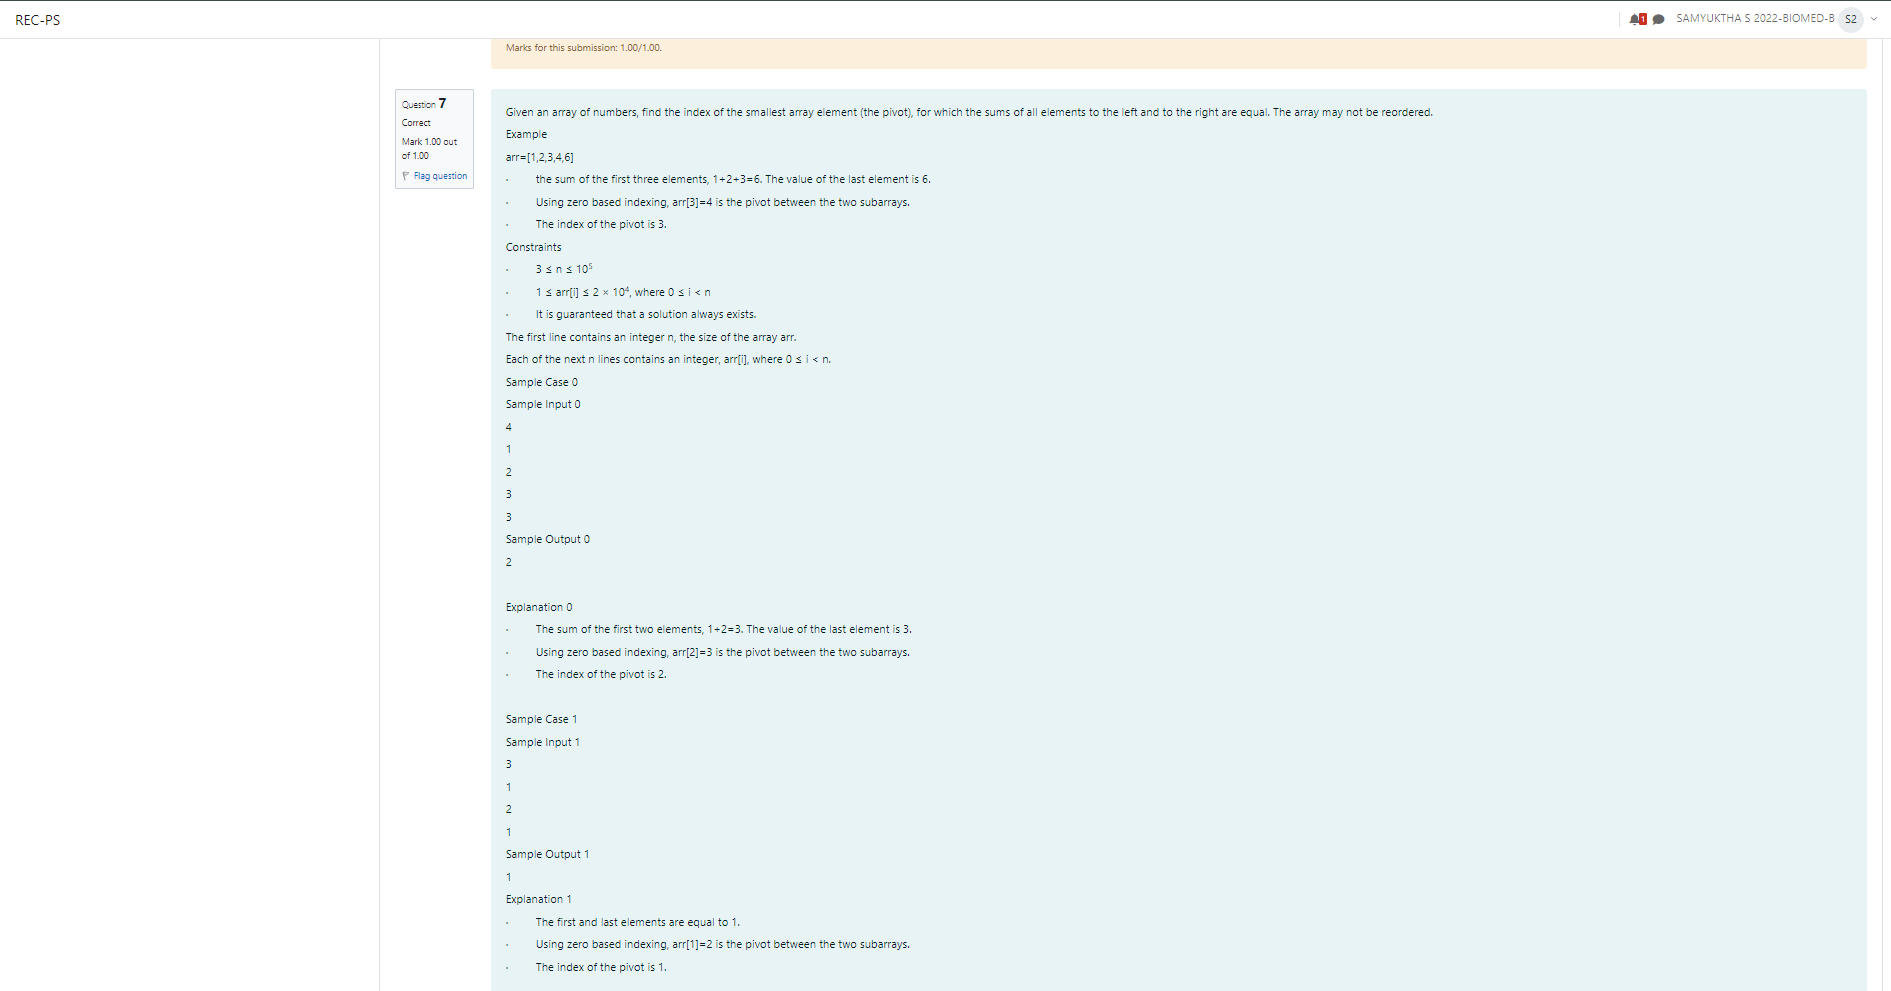 REC-PS
1
SAMYUKTHA S 2022-BIOMED-B S2
Marks for this submission: 1.00/1.00.
Question 7
Correct
Mark 1.00 out
of 1.00
Flag question
Given an array of numbers, find the index of the smallest array element (the pivot), for which the sums of all elements to the left and to the right are equal. The array may not be reordered.
Example
arr=[1,2,3,4,6]
· the sum of the first three elements, 1+2+3=6. The value of the last element is 6.
· Using zero based indexing, arr[3]=4 is the pivot between the two subarrays.
· The index of the pivot is 3.
Constraints
· 3 ≤ n ≤ 10⁵
· 1 ≤ arr[i] ≤ 2 × 10⁴, where 0 ≤ i < n
· It is guaranteed that a solution always exists.
The first line contains an integer n, the size of the array arr.
Each of the next n lines contains an integer, arr[i], where 0 ≤ i < n.
Sample Case 0
Sample Input 0
4
1
2
3
3
Sample Output 0
2
Explanation 0
· The sum of the first two elements, 1+2=3. The value of the last element is 3.
· Using zero based indexing, arr[2]=3 is the pivot between the two subarrays.
· The index of the pivot is 2.
Sample Case 1
Sample Input 1
3
1
2
1
Sample Output 1
1
Explanation 1
· The first and last elements are equal to 1.
· Using zero based indexing, arr[1]=2 is the pivot between the two subarrays.
· The index of the pivot is 1.